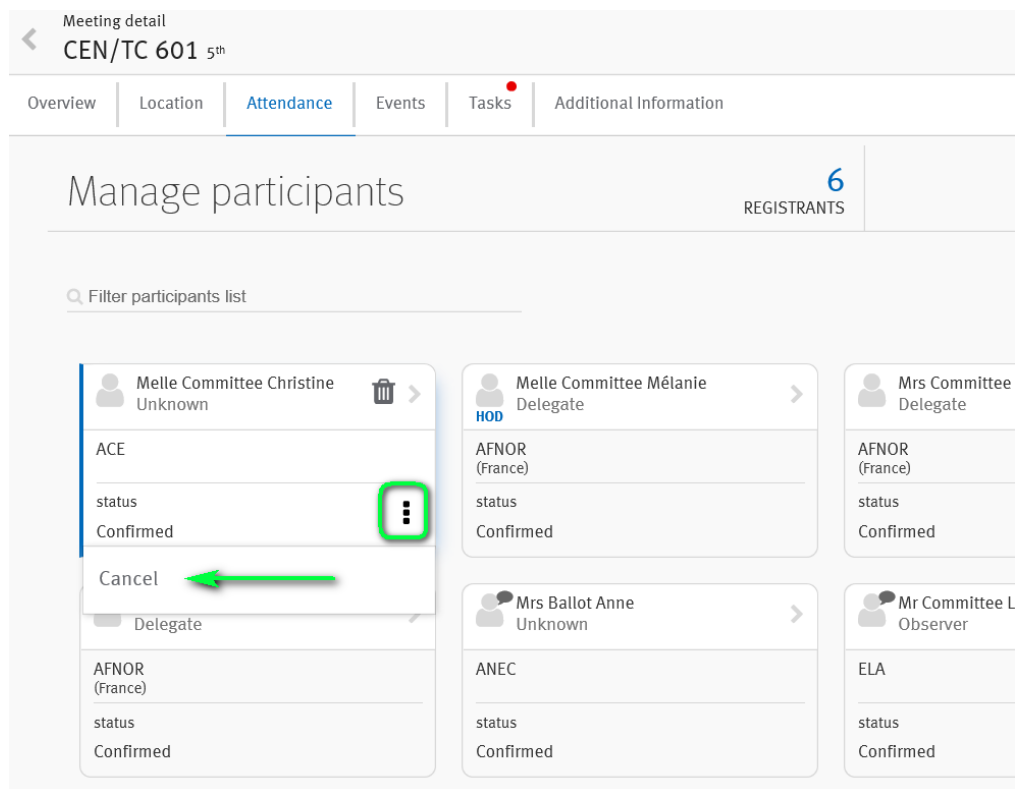 Meeting detail
CEN/TC 601 5th
Overview
Location
Attendance
Events
Tasks
Additional Information
Manage participants
6
REGISTRANTS
Filter participants list
Melle Committee Christine
Unknown
ACE
status
Confirmed
Cancel
Melle Committee Mélanie
Delegate
HOD
AFNOR
(France)
status
Confirmed
Mrs Committee
Delegate
AFNOR
(France)
status
Confirmed
Delegate
AFNOR
(France)
status
Confirmed
Mrs Ballot Anne
Unknown
ANEC
status
Confirmed
Mr Committee L
Observer
ELA
status
Confirmed